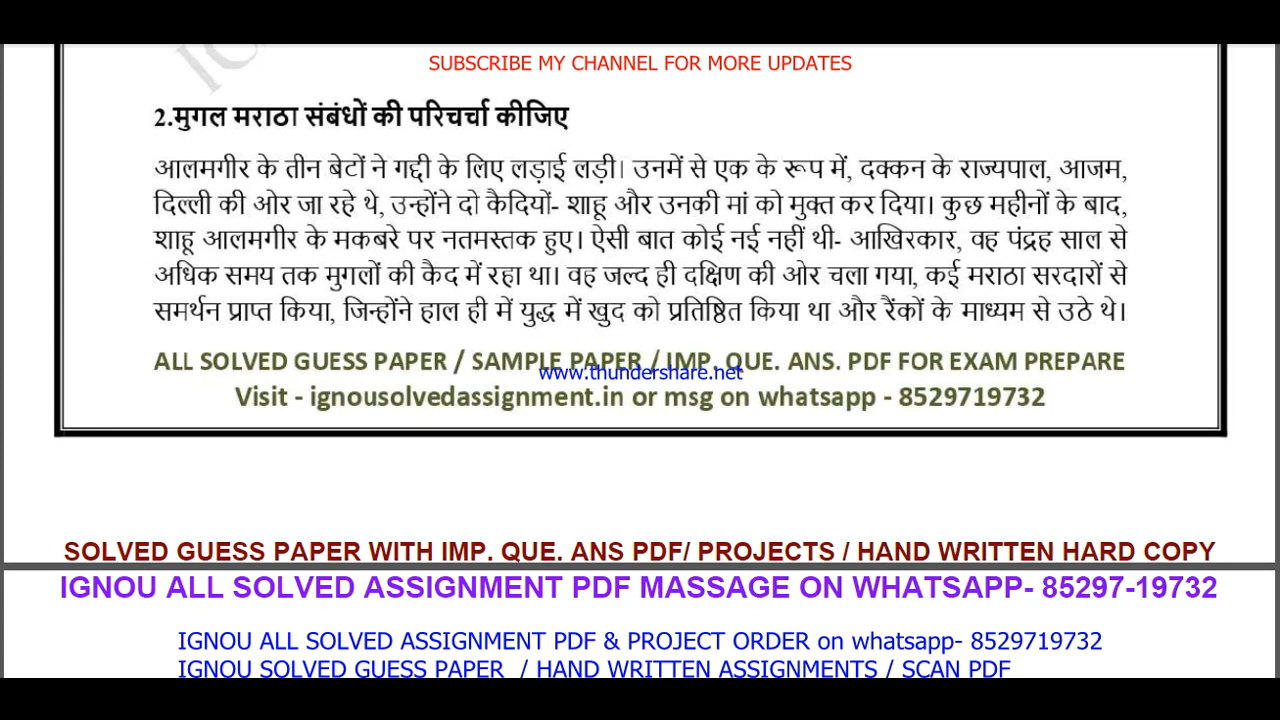 SUBSCRIBE MY CHANNEL FOR MORE UPDATES
2.मुगल मराठा संबंधों की परिचर्चा कीजिए
आलमगीर के तीन बेटों ने गद्दी के लिए लड़ाई लड़ी। उनमें से एक के रूप में, दक्कन के राज्यपाल, आजम,
दिल्ली की ओर जा रहे थे, उन्होंने दो कैदियों- शाहू और उनकी मां को मुक्त कर दिया। कुछ महीनों के बाद,
शाहू आलमगीर के मकबरे पर नतमस्तक हुए। ऐसी बात कोई नई नहीं थी- आखिरकार, वह पंद्रह साल से
अधिक समय तक मुगलों की कैद में रहा था। वह जल्द ही दक्षिण की ओर चला गया, कई मराठा सरदारों से
समर्थन प्राप्त किया, जिन्होंने हाल ही में युद्ध में खुद को प्रतिष्ठित किया था और रैंकों के माध्यम से उठे थे।
ALL SOLVED GUESS PAPER / SAMPLE PAPER / IMP. QUE. ANS. PDF FOR EXAM PREPARE
www.thundershare.net
Visit - ignousolvedassignment.in or msg on whatsapp - 8529719732
SOLVED GUESS PAPER WITH IMP. QUE. ANS PDF/ PROJECTS / HAND WRITTEN HARD COPY
IGNOU ALL SOLVED ASSIGNMENT PDF MASSAGE ON WHATSAPP- 85297-19732
IGNOU ALL SOLVED ASSIGNMENT PDF & PROJECT ORDER on whatsapp- 8529719732
IGNOU SOLVED GUESS PAPER / HAND WRITTEN ASSIGNMENTS / SCAN PDF